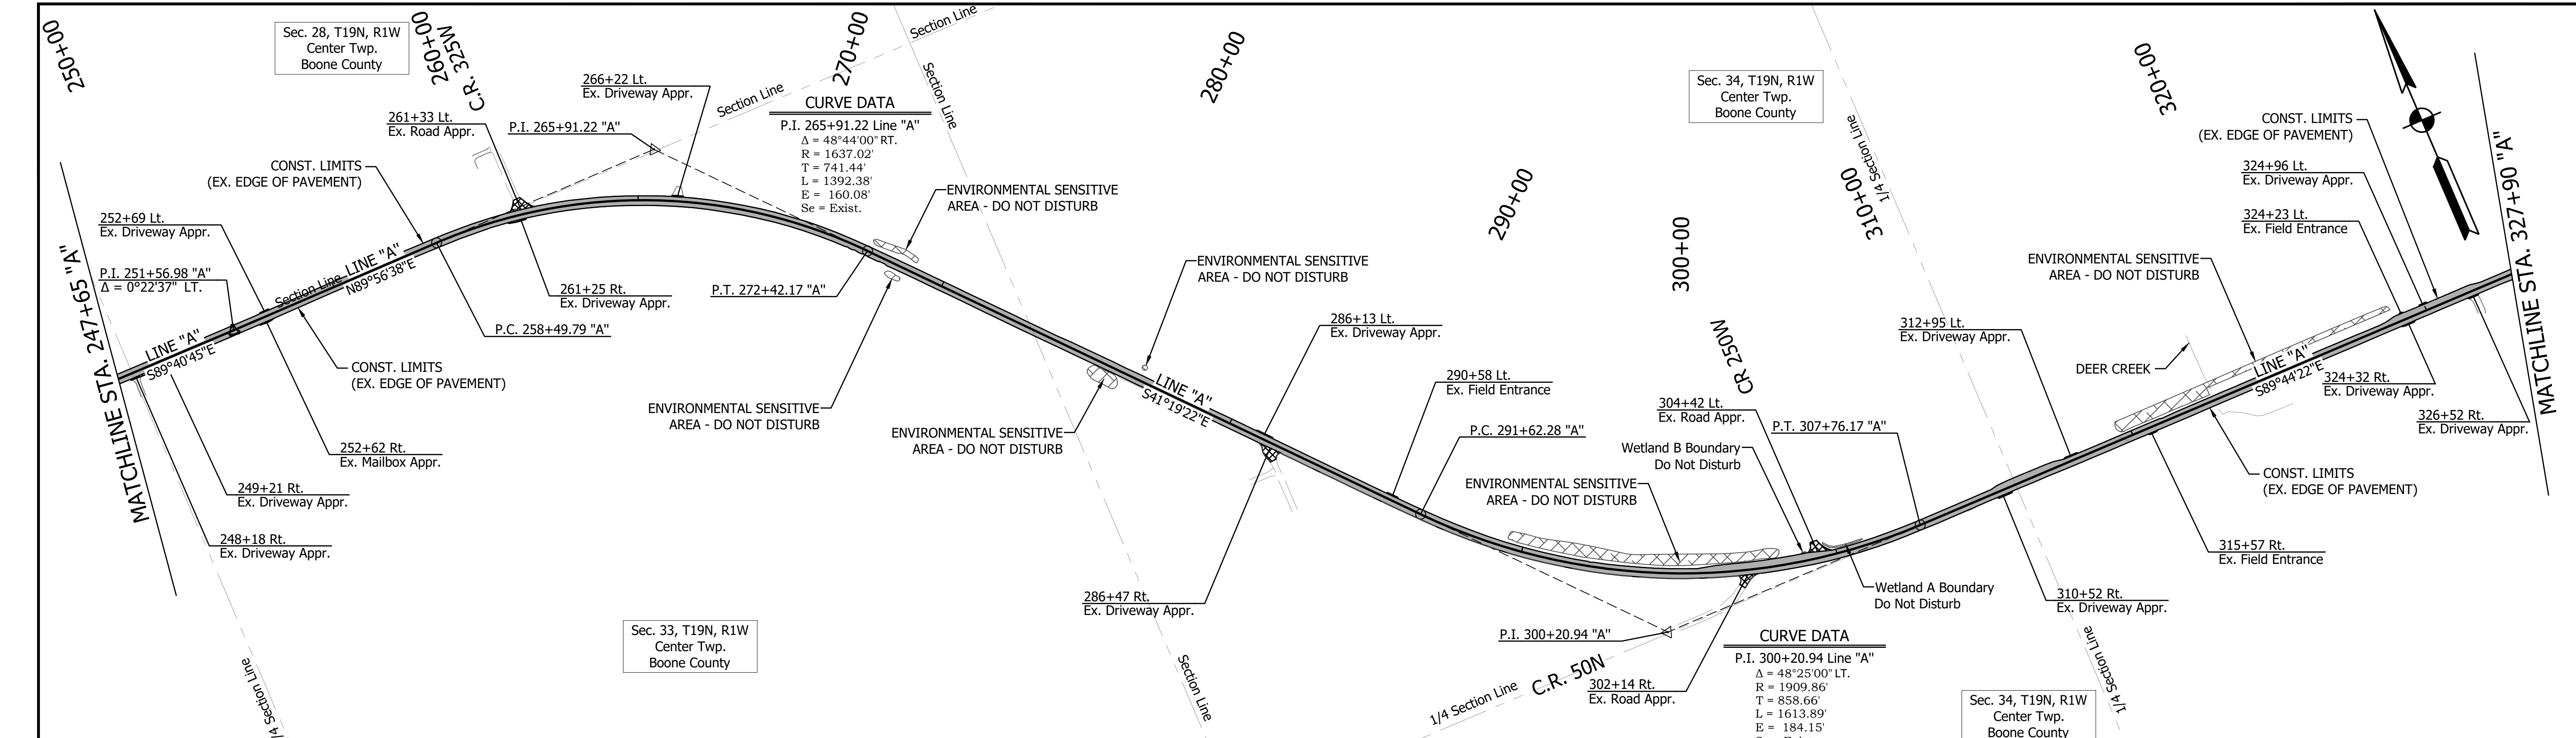 250+00
Sec. 28, T19N, R1W
Center Twp.
Boone County
260+00
C.R. 325W
266+22 Lt.
Ex. Driveway Appr.
270+00
Section Line
Section Line
Section Line
280+00
261+33 Lt.
Ex. Road Appr.
P.I. 265+91.22 "A"
CURVE DATA
P.I. 265+91.22 Line "A"
Δ = 48°44'00" RT.
R = 1637.02'
T = 741.44'
L = 1392.38'
E = 160.08'
Se = Exist.
CONST. LIMITS
(EX. EDGE OF PAVEMENT)
252+69 Lt.
Ex. Driveway Appr.
P.I. 251+56.98 "A"
Δ = 0°22'37" LT.
MATCHLINE STA. 247+65 "A"
LINE "A"
S89°40'45"E
Section Line
LINE "A"
N89°56'38"E
261+25 Rt.
Ex. Driveway Appr.
P.C. 258+49.79 "A"
CONST. LIMITS
(EX. EDGE OF PAVEMENT)
252+62 Rt.
Ex. Mailbox Appr.
249+21 Rt.
Ex. Driveway Appr.
248+18 Rt.
Ex. Driveway Appr.
1/4 Section Line
P.T. 272+42.17 "A"
ENVIRONMENTAL SENSITIVE
AREA - DO NOT DISTURB
ENVIRONMENTAL SENSITIVE
AREA - DO NOT DISTURB
ENVIRONMENTAL SENSITIVE
AREA - DO NOT DISTURB
ENVIRONMENTAL SENSITIVE
AREA - DO NOT DISTURB
LINE "A"
S41°19'22"E
Sec. 33, T19N, R1W
Center Twp.
Boone County
Section Line
286+13 Lt.
Ex. Driveway Appr.
286+47 Rt.
Ex. Driveway Appr.
290+00
290+58 Lt.
Ex. Field Entrance
P.C. 291+62.28 "A"
ENVIRONMENTAL SENSITIVE
AREA - DO NOT DISTURB
300+00
CR 250W
304+42 Lt.
Ex. Road Appr.
Wetland B Boundary
Do Not Disturb
P.T. 307+76.17 "A"
Wetland A Boundary
Do Not Disturb
P.I. 300+20.94 "A"
C.R. 50N
1/4 Section Line
302+14 Rt.
Ex. Road Appr.
CURVE DATA
P.I. 300+20.94 Line "A"
Δ = 48°25'00" LT.
R = 1909.86'
T = 858.66'
L = 1613.89'
E = 184.15'
Sec. 34, T19N, R1W
Center Twp.
Boone County
1/4 Section Line
310+00
312+95 Lt.
Ex. Driveway Appr.
310+52 Rt.
Ex. Driveway Appr.
1/4 Section Line
Sec. 34, T19N, R1W
Center Twp.
Boone County
315+57 Rt.
Ex. Field Entrance
CONST. LIMITS
(EX. EDGE OF PAVEMENT)
DEER CREEK
ENVIRONMENTAL SENSITIVE
AREA - DO NOT DISTURB
LINE "A"
S89°44'22"E
320+00
CONST. LIMITS
(EX. EDGE OF PAVEMENT)
324+96 Lt.
Ex. Driveway Appr.
324+23 Lt.
Ex. Field Entrance
324+32 Rt.
Ex. Driveway Appr.
326+52 Rt.
Ex. Driveway Appr.
MATCHLINE STA. 327+90 "A"